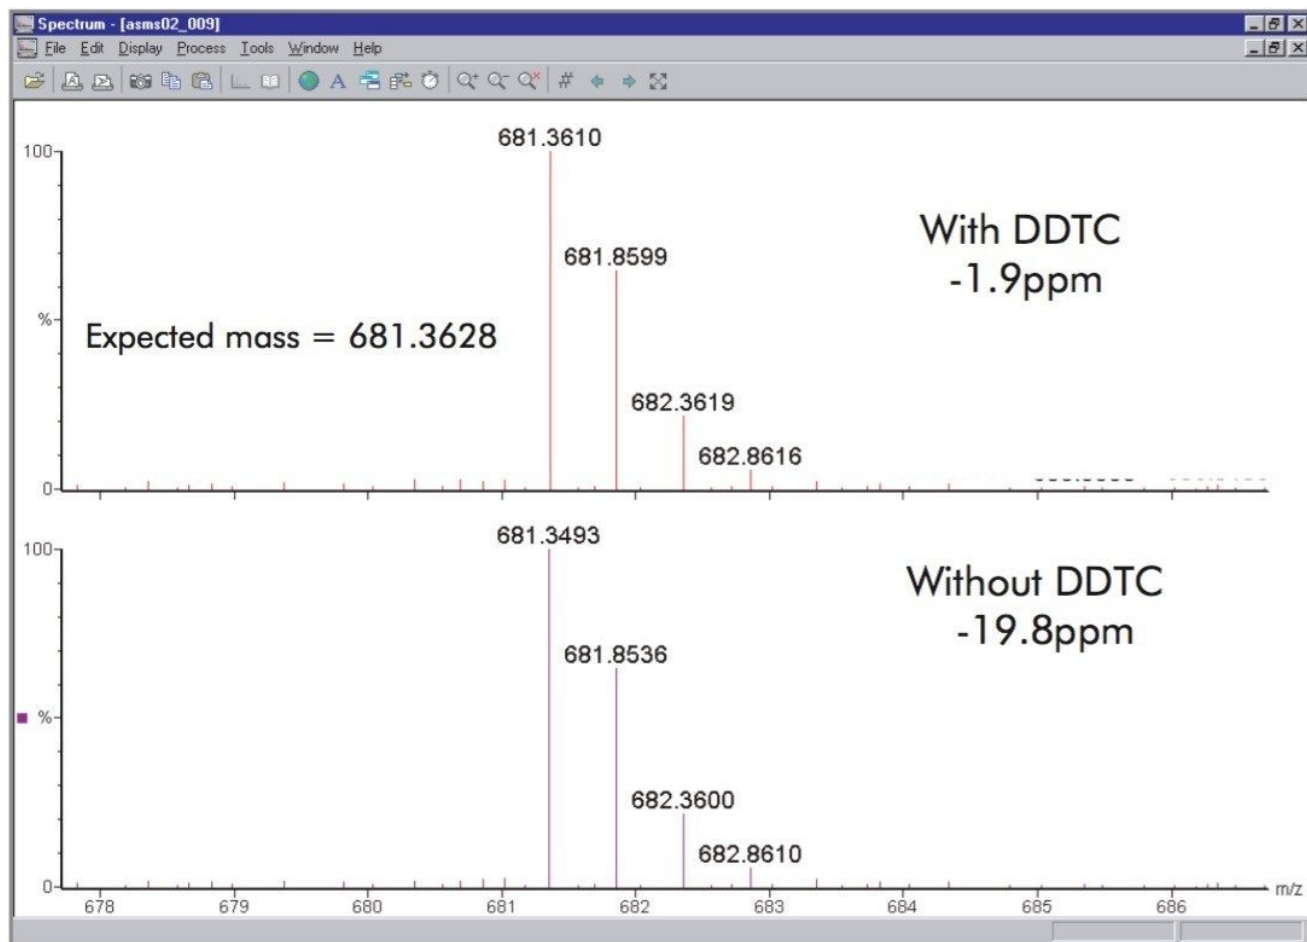 Spectrum - [asms02_009]
File Edit Display Process Tools Window Help
681.3610
100
681.8599
With DDTC
-1.9ppm
%
Expected mass = 681.3628
682.3619
682.8616
0
681.3493
100
Without DDTC
-19.8ppm
681.8536
%
682.3600
682.8610
0
678 679 680 681 682 683 684 685 686 m/z